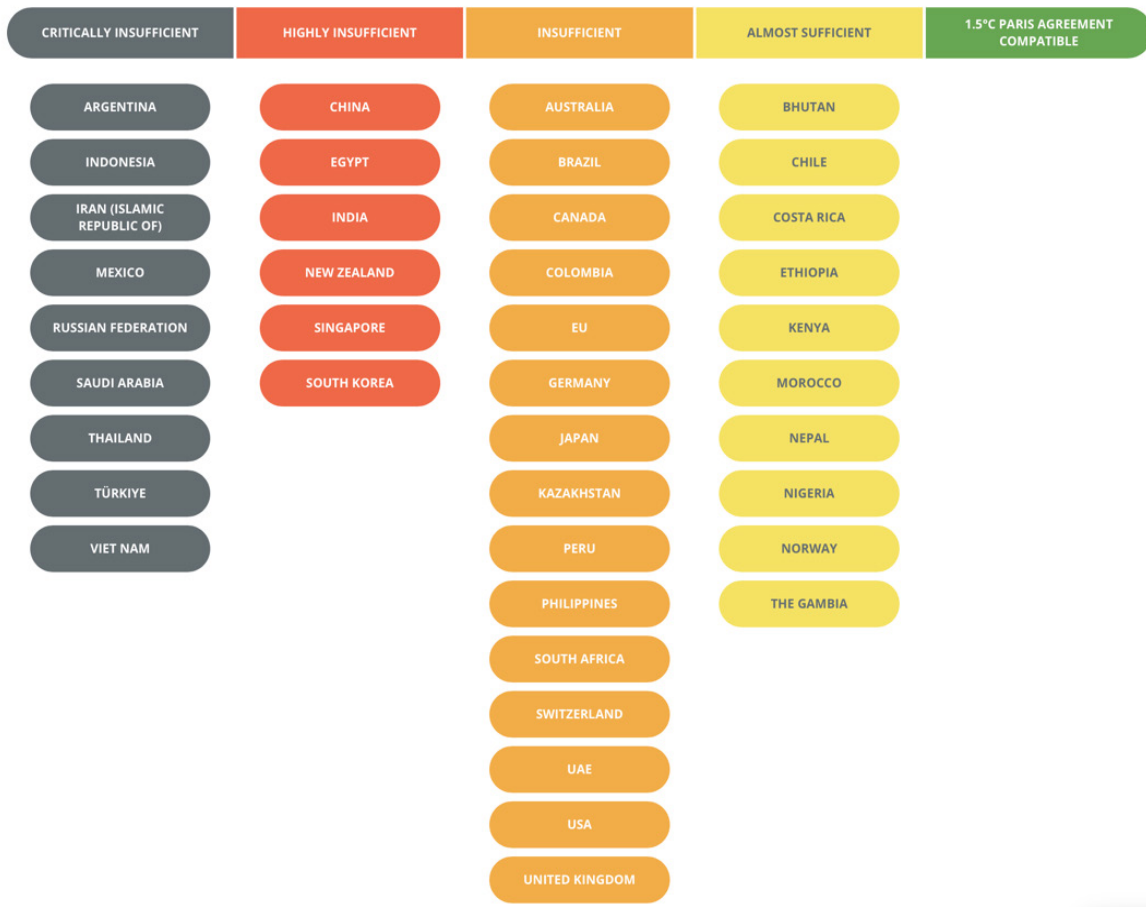 CRITICALLY INSUFFICIENT
HIGHLY INSUFFICIENT
INSUFFICIENT
ALMOST SUFFICIENT
1.5°C PARIS AGREEMENT
COMPATIBLE
ARGENTINA
INDONESIA
IRAN (ISLAMIC
REPUBLIC OF)
MEXICO
RUSSIAN FEDERATION
SAUDI ARABIA
THAILAND
TÜRKIYE
VIET NAM
CHINA
EGYPT
INDIA
NEW ZEALAND
SINGAPORE
SOUTH KOREA
AUSTRALIA
BRAZIL
CANADA
COLOMBIA
EU
GERMANY
JAPAN
KAZAKHSTAN
PERU
PHILIPPINES
SOUTH AFRICA
SWITZERLAND
UAE
USA
UNITED KINGDOM
BHUTAN
CHILE
COSTA RICA
ETHIOPIA
KENYA
MOROCCO
NEPAL
NIGERIA
NORWAY
THE GAMBIA